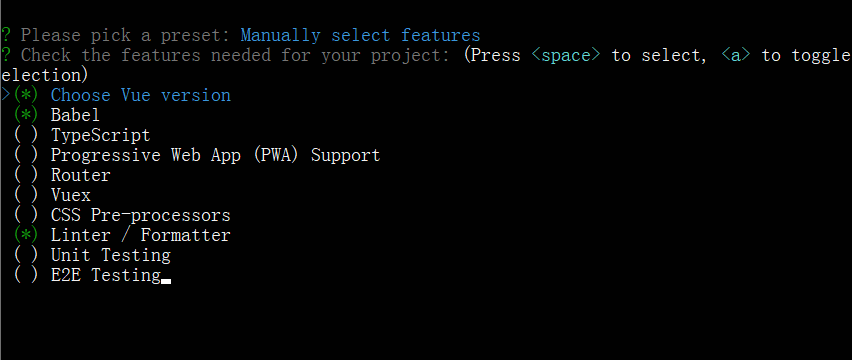 ? Please pick a preset: Manually select features
? Check the features needed for your project: (Press <space> to select, <a> to toggle
election)
>(*) Choose Vue version
(*) Babel
( ) TypeScript
( ) Progressive Web App (PWA) Support
( ) Router
( ) Vuex
( ) CSS Pre-processors
(*) Linter / Formatter
( ) Unit Testing
( ) E2E Testing